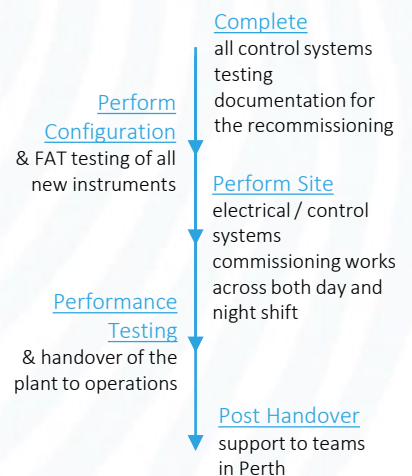 Complete
all control systems
testing
documentation for
the recommissioning
Perform
Configuration
& FAT testing of all
new instruments
Perform Site
electrical / control
systems
commissioning works
across both day and
night shift
Performance
Testing
& handover of the
plant to operations
Post Handover
support to teams
in Perth